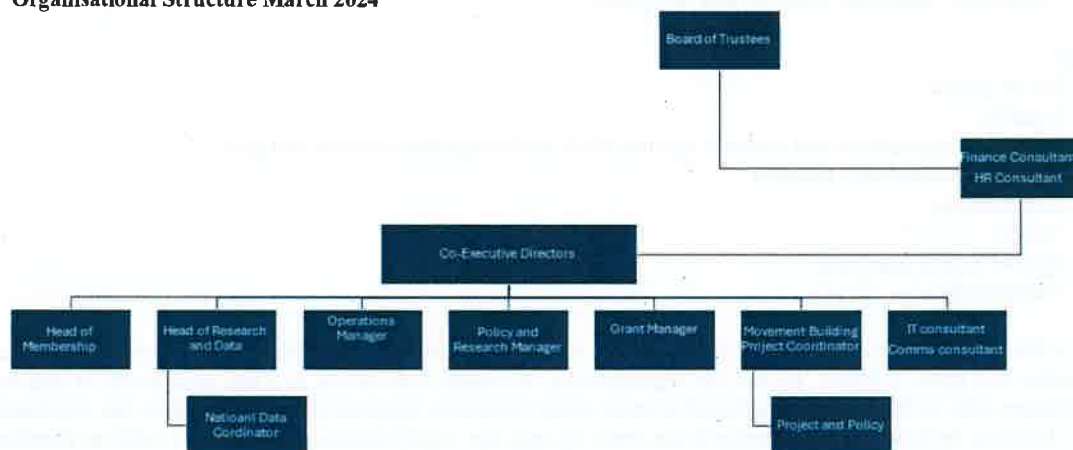 Organisational Structure March 2024
Board of Trustees
Finance Consultant
HR Consultant
Co-Executive Directors
Head of
Membership
Head of Research
and Data
Operations
Manager
Policy and
Research Manager
Grant Manager
Movement Building
Project Coordinator
IT consultant
Comms consultant
Natioanl Data
Cordinator
Project and Policy